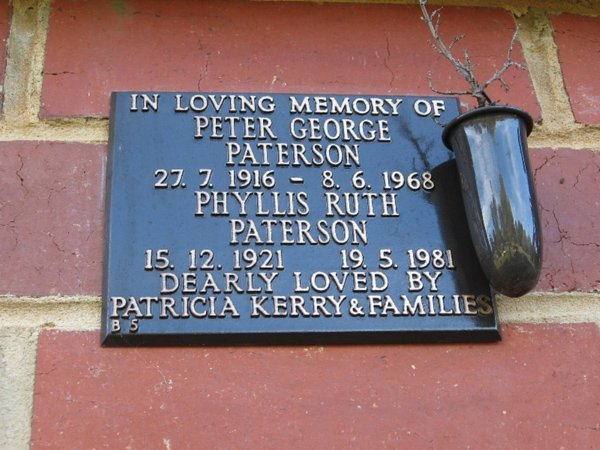 IN LOVING MEMORY OF
PETER GEORGE
PATERSON
27. 7. 1916 - 8. 6. 1968
PHYLLIS RUTH
PATERSON
15. 12. 1921 19. 5. 1981
DEARLY LOVED BY
PATRICIA KERRY & FAMILIES
B 5